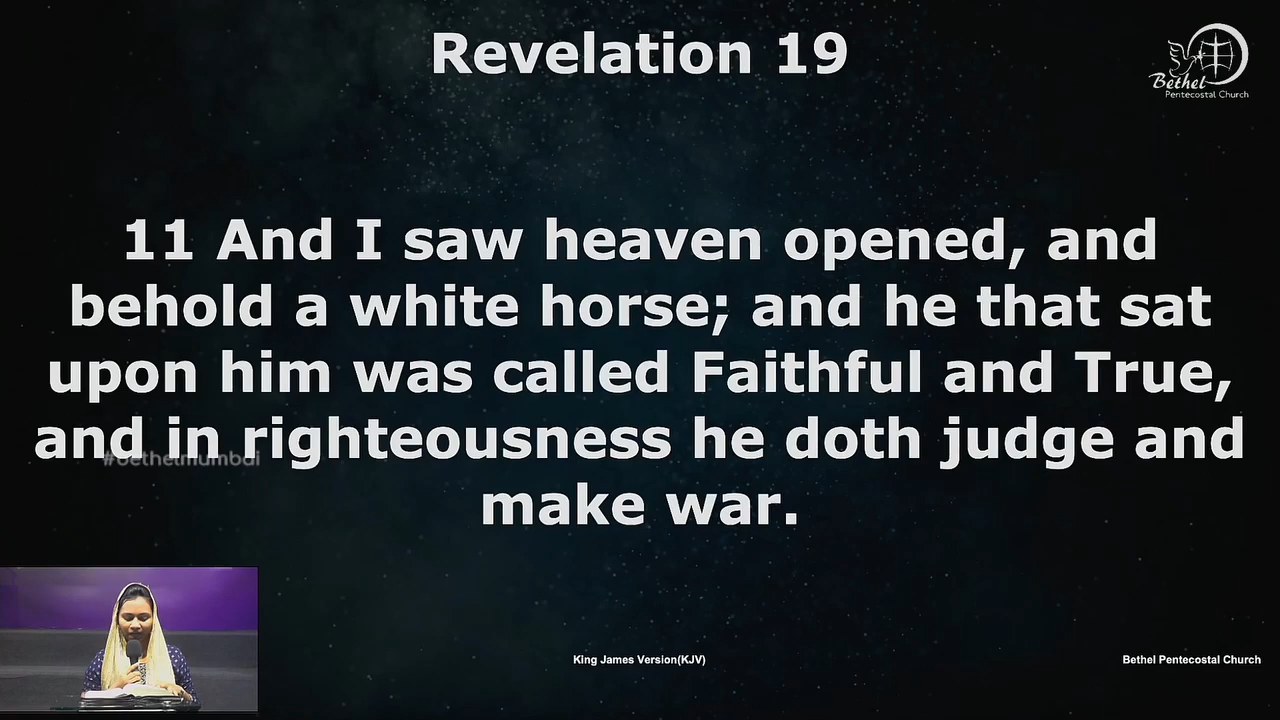 Revelation 19
Bethel
Pentecostal Church
11 And I saw heaven opened, and
behold a white horse; and he that sat
upon him was called Faithful and True,
and in righteousness he doth judge and
#bethelmumbai
make war.
King James Version(KJV)
Bethel Pentecostal Church